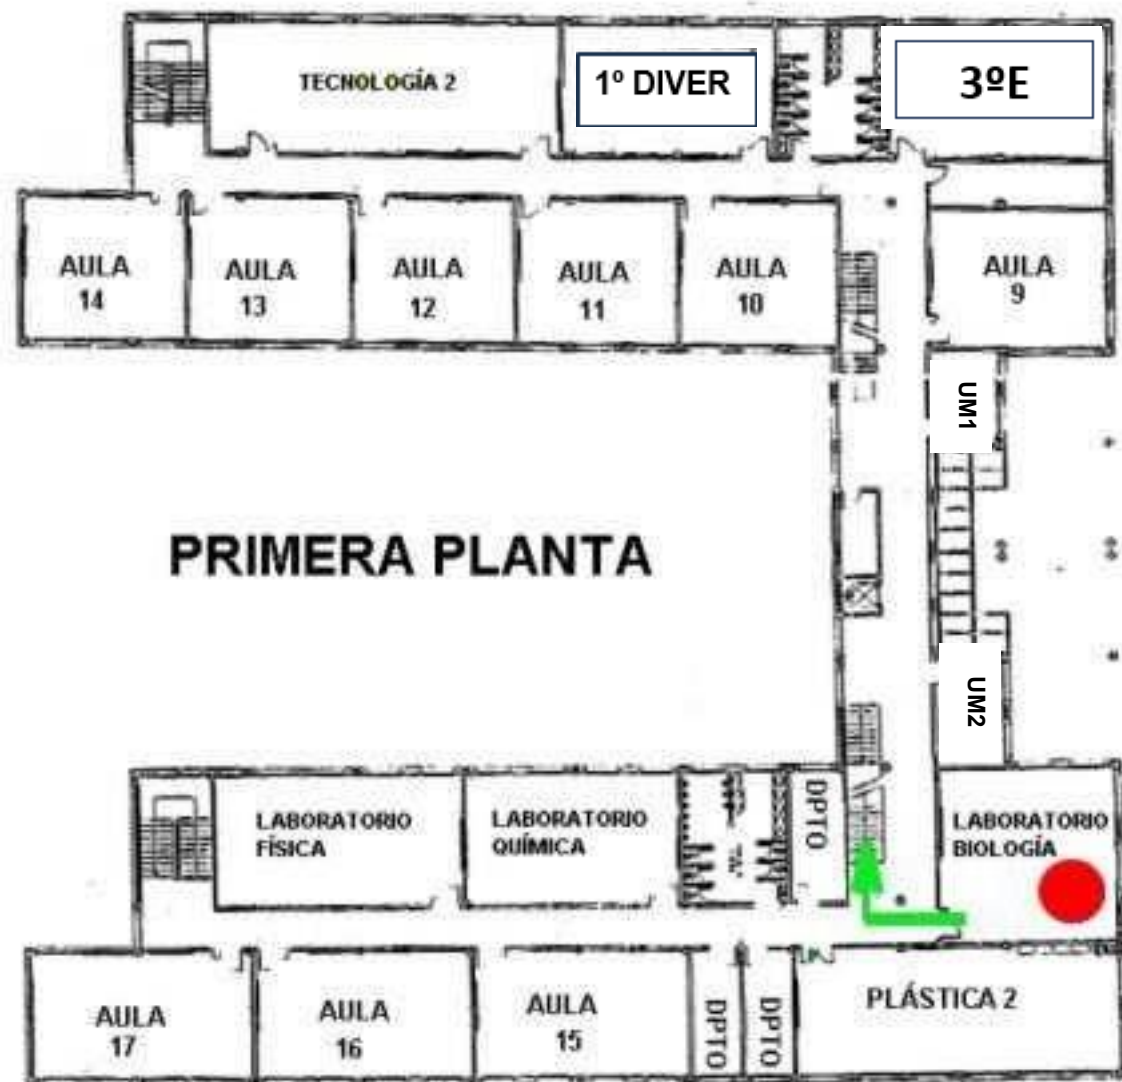 TECNOLOGÍA 2
1º DIVER
3ºE
AULA
14
AULA
13
AULA
12
AULA
11
AULA
10
AULA
9
UM1
PRIMERA PLANTA
UM2
LABORATORIO
FÍSICA
LABORATORIO
QUÍMICA
DPTO
LABORATORIO
BIOLOGÍA
AULA
17
AULA
16
AULA
15
DPTO
DPTO
PLÁSTICA 2